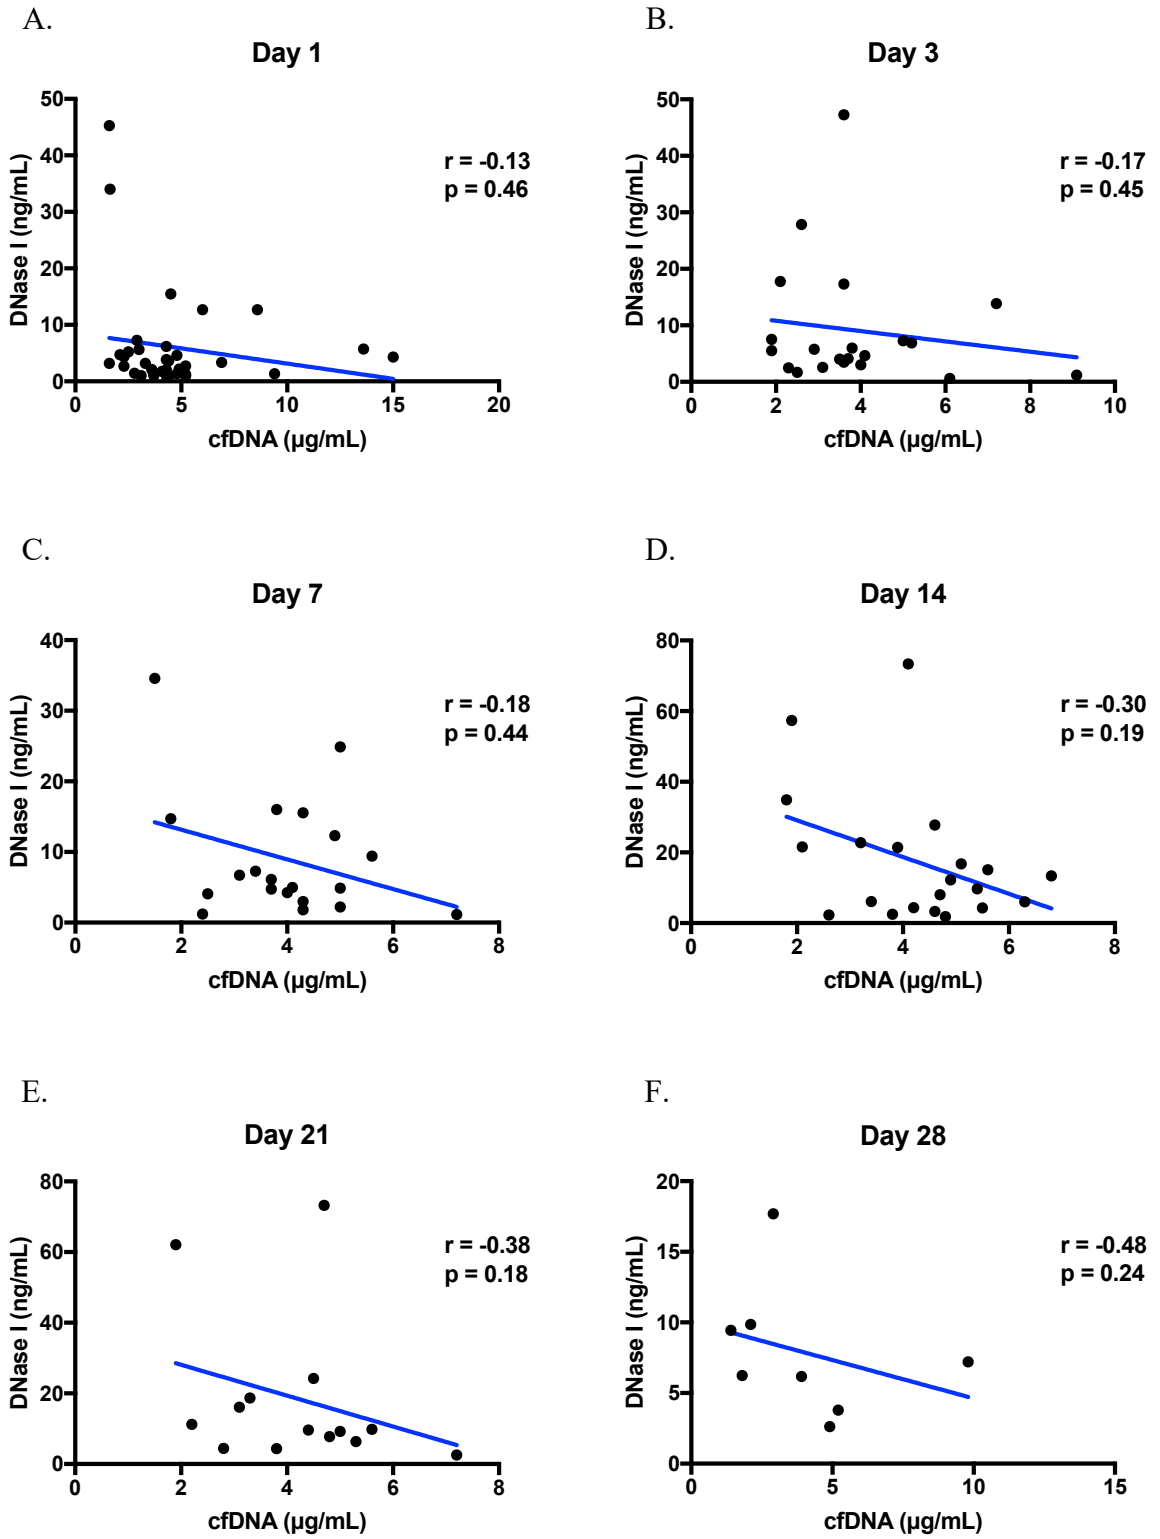 A.
Day 1
50
40
30
20
10
0
DNase I (ng/mL)
r = -0.13
p = 0.46
0 5 10 15 20
cfDNA (µg/mL)
B.
Day 3
50
40
30
20
10
0
DNase I (ng/mL)
r = -0.17
p = 0.45
0 2 4 6 8 10
cfDNA (µg/mL)
C.
Day 7
40
30
20
10
0
DNase I (ng/mL)
r = -0.18
p = 0.44
0 2 4 6 8
cfDNA (µg/mL)
D.
Day 14
80
60
40
20
0
DNase I (ng/mL)
r = -0.30
p = 0.19
0 2 4 6 8
cfDNA (µg/mL)
E.
Day 21
80
60
40
20
0
DNase I (ng/mL)
r = -0.38
p = 0.18
0 2 4 6 8
cfDNA (µg/mL)
F.
Day 28
20
15
10
5
0
DNase I (ng/mL)
r = -0.48
p = 0.24
0 5 10 15
cfDNA (µg/mL)